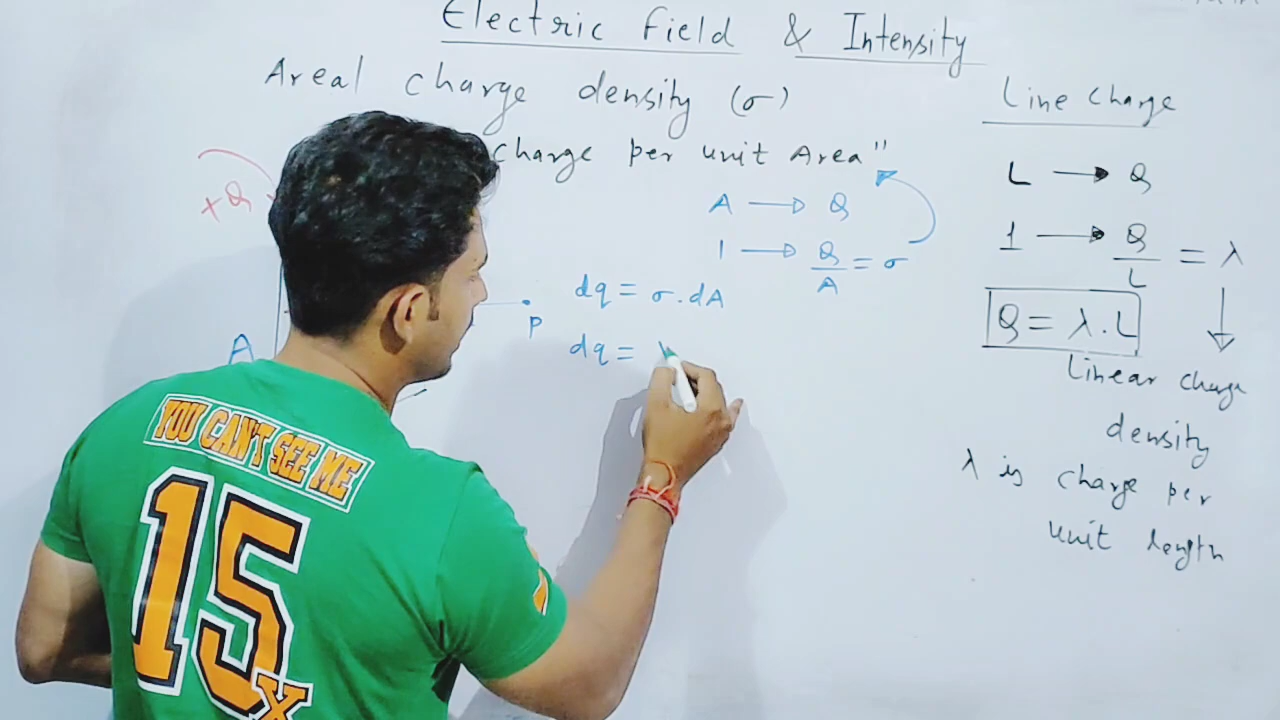 Electric Field & Intensity
Areal charge density (σ)
charge per unit Area"
+Q
A → Q
1 → Q/A = σ
dq = σ.dA
P
dq =
A
Line charge
L → Q
1 → Q/L = λ
Q = λ.L
Linear charge
density
λ is charge per
unit length
YOU CAN'T SEE ME
15x